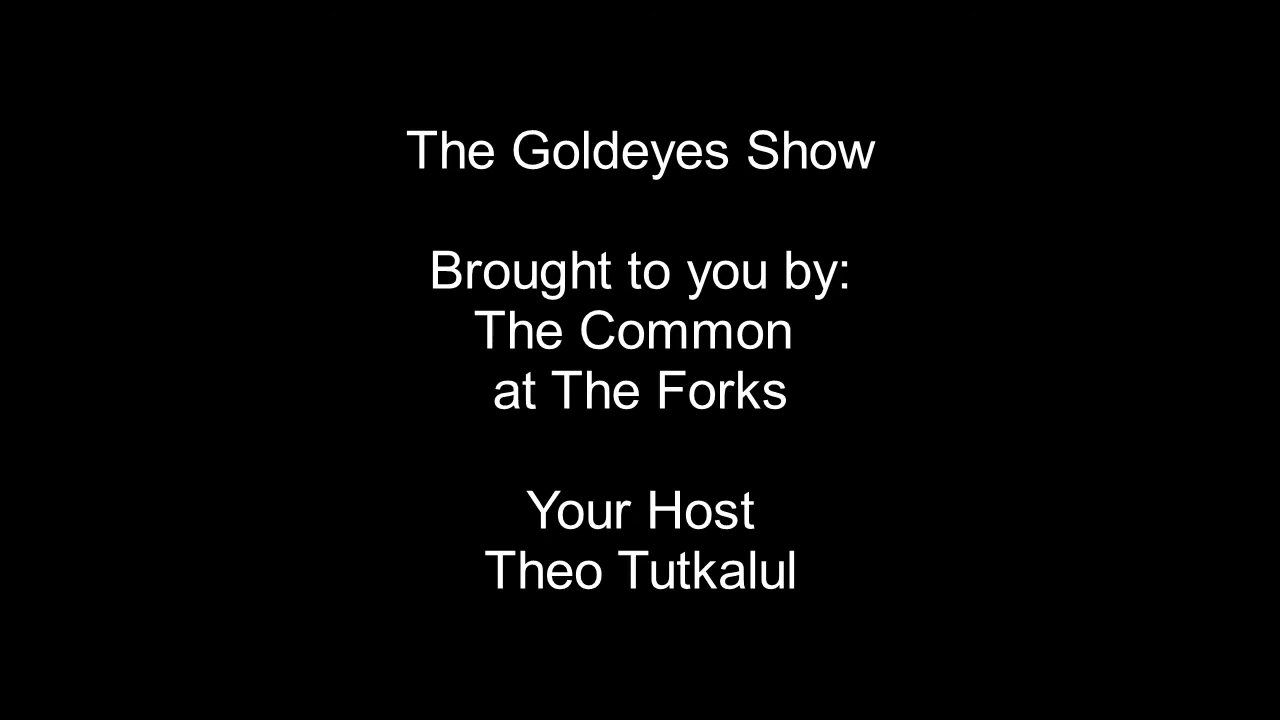 The Goldeyes Show
Brought to you by:
The Common
at The Forks
Your Host
Theo Tutkalul